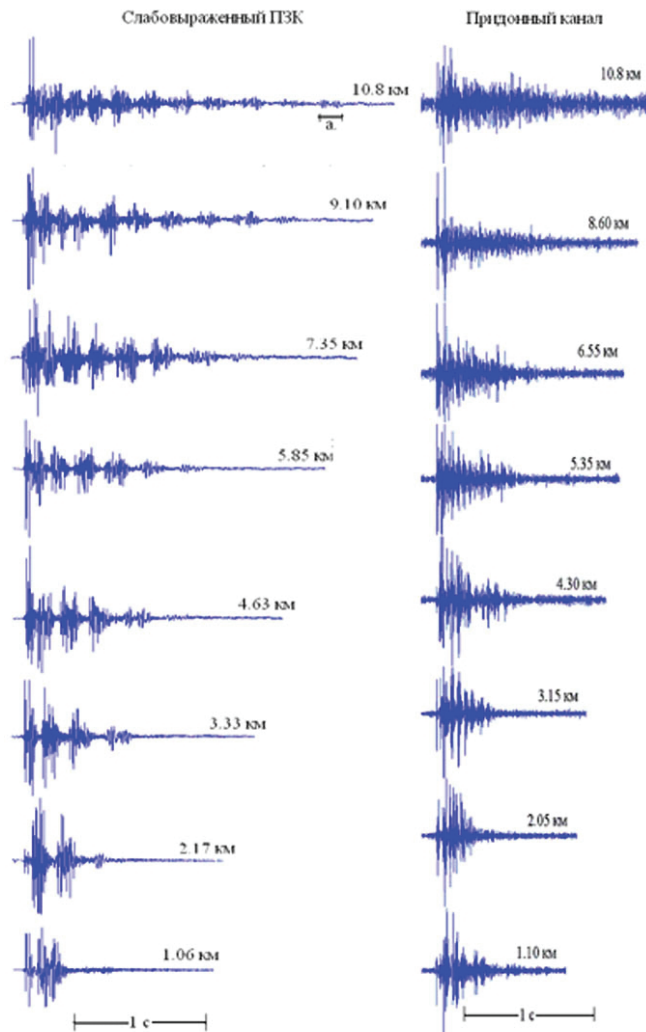 Слабовыраженный ПЗК
10.8 км
а.
9.10 км
7.35 км
5.85 км
4.63 км
3.33 км
2.17 км
1.06 км
1 с
Придонный канал
10.8 км
8.60 км
6.55 км
5.35 км
4.30 км
3.15 км
2.05 км
1.10 км
1 с